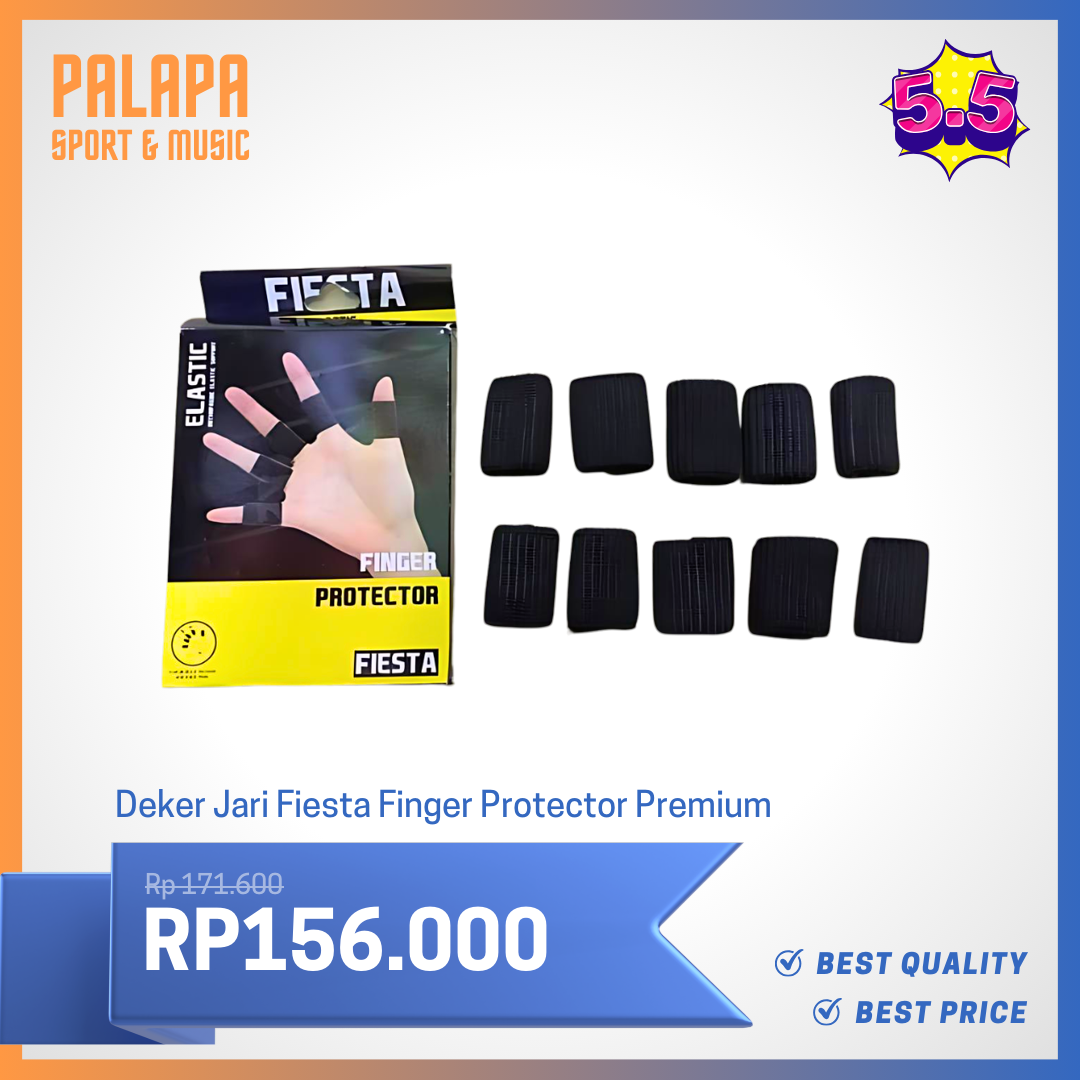 PALAPA
SPORT & MUSIC
5.5
FIESTA
ELASTIC
FINGER
PROTECTOR
FIESTA
Deker Jari Fiesta Finger Protector Premium
Rp 171.600
RP156.000
BEST QUALITY
BEST PRICE